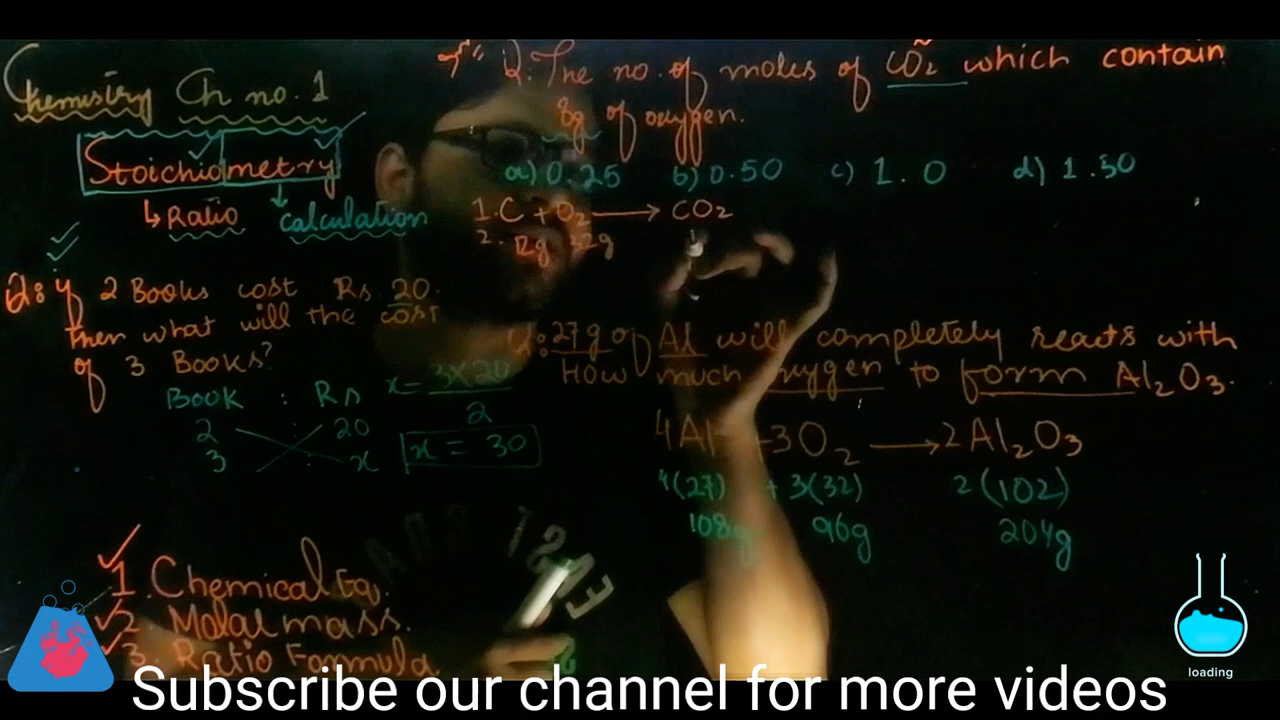 Chemistry Ch no. 1
Stoichiometry
↳ Ratio calculation
Q: The no. of moles of CO2 which contain
8g of oxygen.
a) 0.25 b) 0.50 c) 1.0 d) 1.50
1. C + O2 → CO2
2. 12g 32g
Q: if 2 Books cost Rs 20.
Then what will the cost
of 3 Books?
Book : Rs
2 : 20
3 : x
x = 3×20
2
x = 30
Q: 27g of Al will completely reacts with
How much oxygen to form Al2O3.
4Al + 3O2 → 2Al2O3
4(27) + 3(32) 2(102)
108g 96g 204g
1. Chemical Eq.
2. Molal mass.
3. Ratio Formula.
Subscribe our channel for more videos
loading